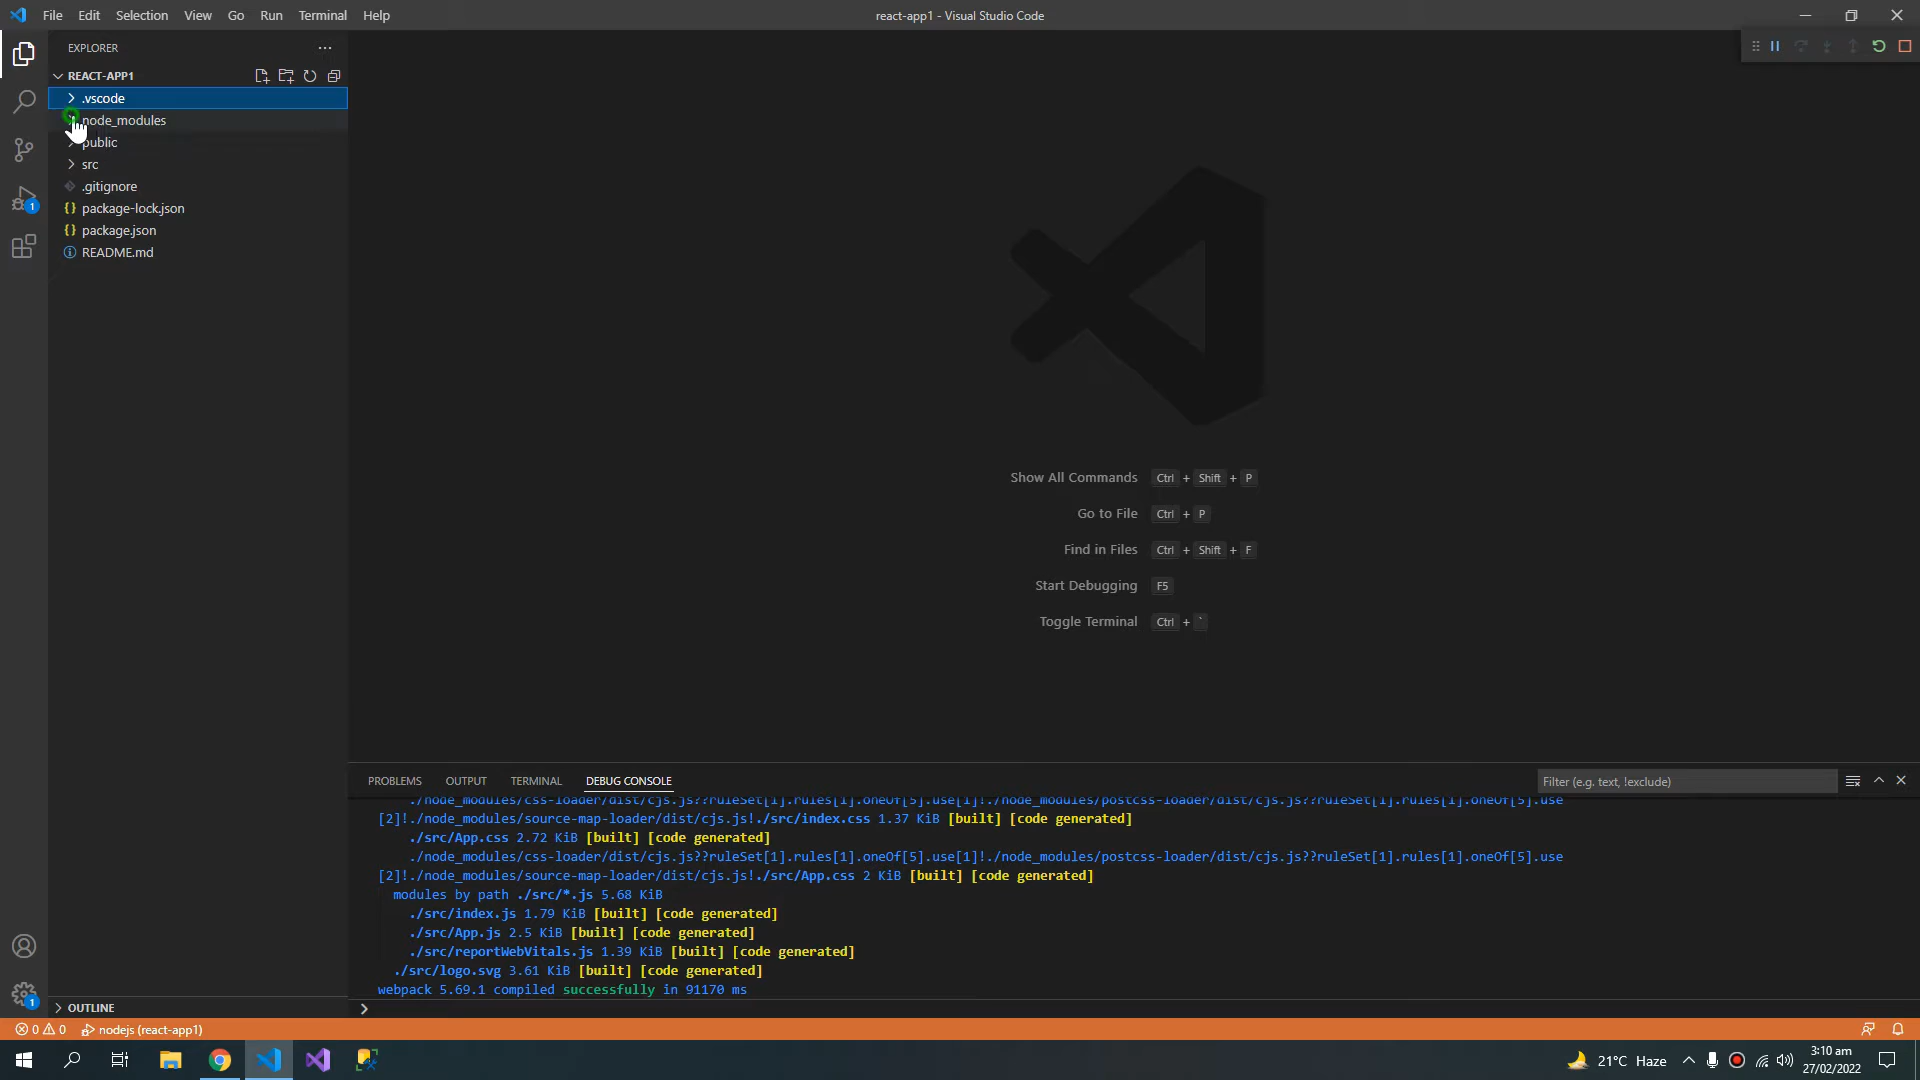 File Edit Selection View Go Run Terminal Help
react-app1 - Visual Studio Code
EXPLORER
REACT-APP1
.vscode
node_modules
public
src
.gitignore
{} package-lock.json
{} package.json
README.md
OUTLINE
1
1
Show All Commands Ctrl + Shift + P
Go to File Ctrl + P
Find in Files Ctrl + Shift + F
Start Debugging F5
Toggle Terminal Ctrl + `
PROBLEMS OUTPUT TERMINAL DEBUG CONSOLE
Filter (e.g. text, !exclude)
./node_modules/css-loader/dist/cjs.js??ruleSet[1].rules[1].oneOf[5].use[1]!./node_modules/postcss-loader/dist/cjs.js??ruleSet[1].rules[1].oneOf[5].use
[2]!./node_modules/source-map-loader/dist/cjs.js!./src/index.css 1.37 KiB [built] [code generated]
./src/App.css 2.72 KiB [built] [code generated]
./node_modules/css-loader/dist/cjs.js??ruleSet[1].rules[1].oneOf[5].use[1]!./node_modules/postcss-loader/dist/cjs.js??ruleSet[1].rules[1].oneOf[5].use
[2]!./node_modules/source-map-loader/dist/cjs.js!./src/App.css 2 KiB [built] [code generated]
modules by path ./src/*.js 5.68 KiB
./src/index.js 1.79 KiB [built] [code generated]
./src/App.js 2.5 KiB [built] [code generated]
./src/reportWebVitals.js 1.39 KiB [built] [code generated]
./src/logo.svg 3.61 KiB [built] [code generated]
webpack 5.69.1 compiled successfully in 91170 ms
0 0 nodejs (react-app1)
21°C Haze
3:10 am
27/02/2022